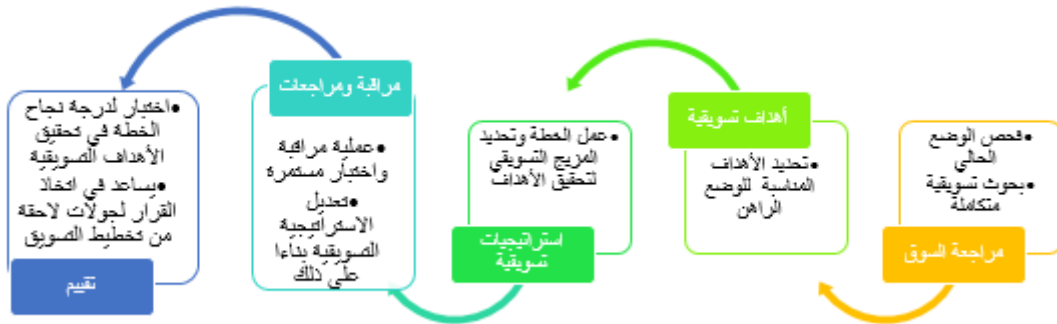 فحص الوضع
الحالي
بحوث تسويقية
متكاملة
مراجعة السوق
أهداف تسويقية
تحديد الأهداف
المناسبة للوضع
الراهن
عمل الخطة وتحديد
المزيج التسويقي
لتحقيق الأهداف
استراتيجيات
تسويقية
مراقبة ومراجعات
عملية مراقبة
واختبار مستمرة
تعديل
الاستراتيجية
التسويقية بناءا
على ذلك
اختبار لدرجة نجاح
الخطة في تحقيق
الأهداف التسويقية
يساعد في اتخاذ
القرار لجولات لاحقة
من تخطيط التسويق
تقييم